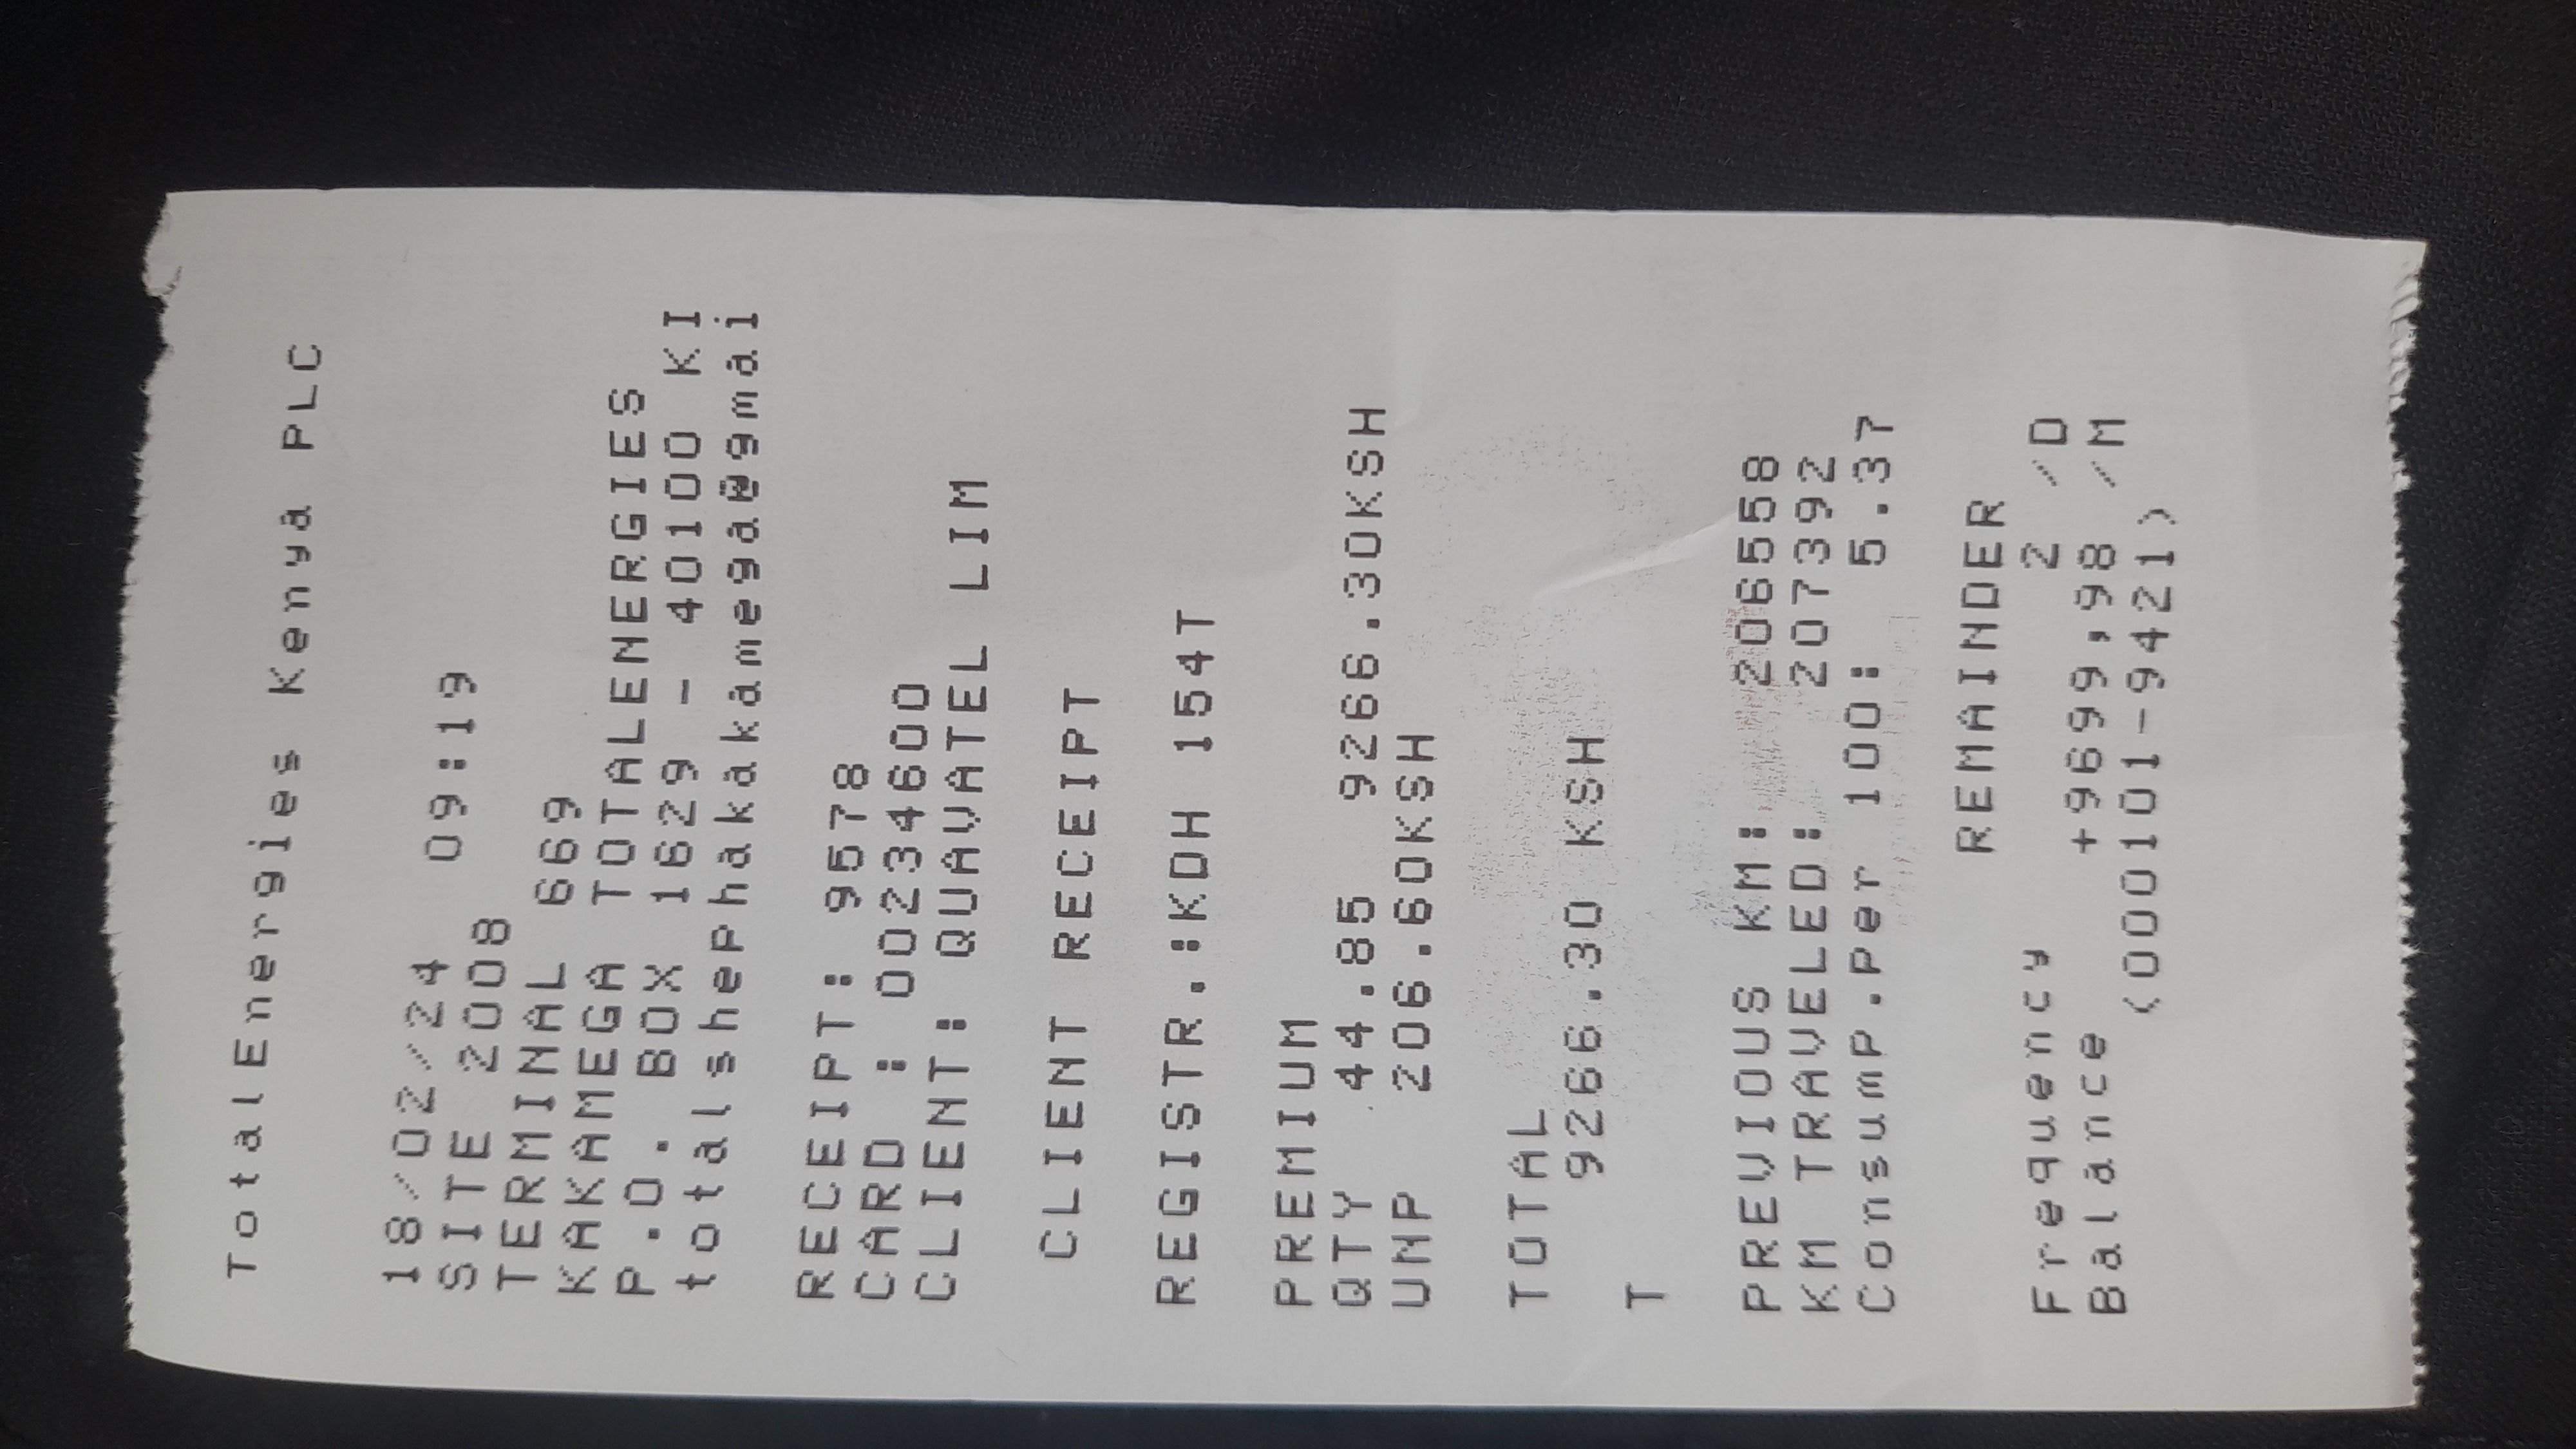 TotalEnergies Kenya PLC
18/02/24 09:19
SITE 2008
TERMINAL 669
KAKAMEGA TOTALENERGIES
P.O. BOX 1629 - 40100 KI
totalshephakakamega@gmai
RECEIPT: 9578
CARD : 00234600
CLIENT: QUAVATEL LIM
CLIENT RECEIPT
REGISTR.:KDH 154T
PREMIUM
QTY 44.85 9266.30KSH
UNP 206.60KSH
TOTAL
9266.30 KSH
T
PREVIOUS KM: 206558
KM TRAVELED: 207392
Consump.Per 100: 5.37
REMAINDER
Frequency 2 /D
Balance +9699,98 /M
(000101-9421)